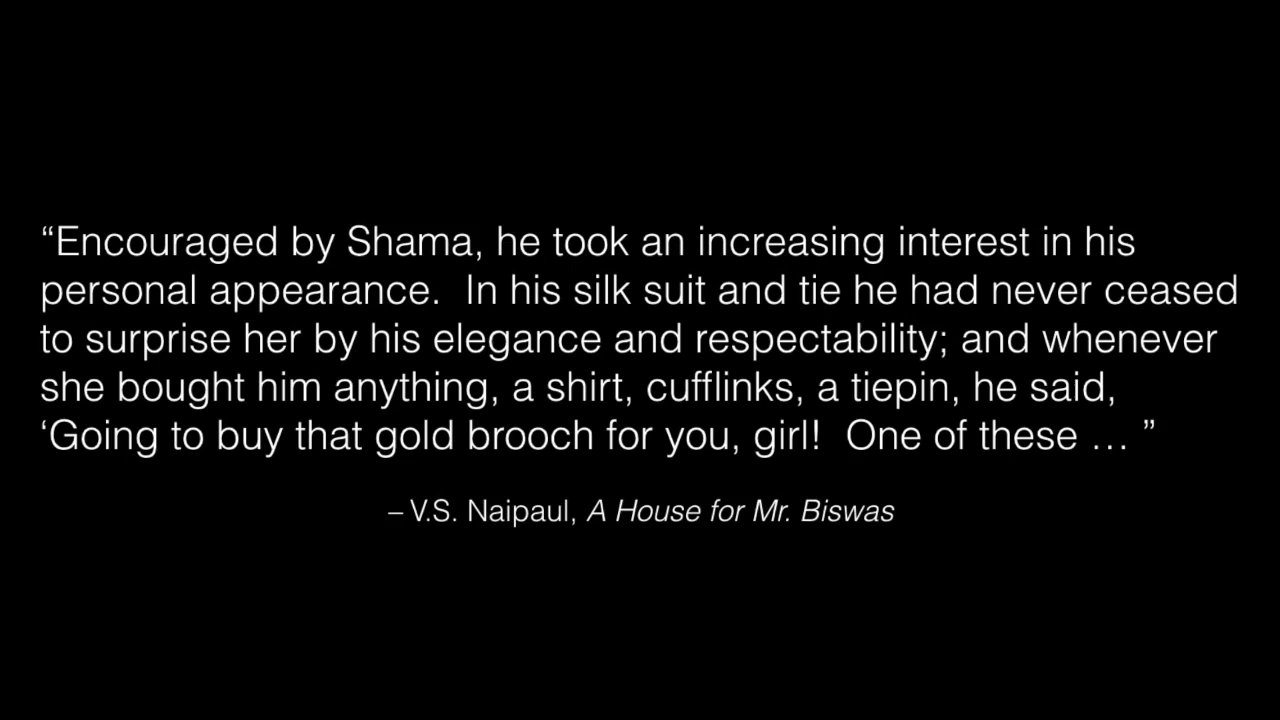 “Encouraged by Shama, he took an increasing interest in his
personal appearance.  In his silk suit and tie he had never ceased
to surprise her by his elegance and respectability; and whenever
she bought him anything, a shirt, cufflinks, a tiepin, he said,
‘Going to buy that gold brooch for you, girl!  One of these … ”
– V.S. Naipaul, A House for Mr. Biswas